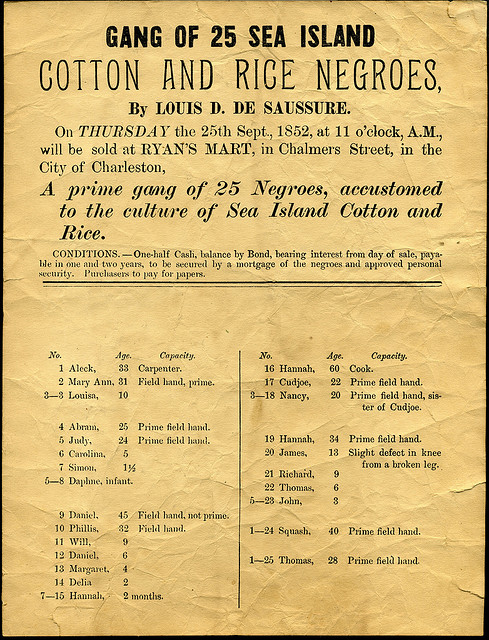 GANG OF 25 SEA ISLAND
COTTON AND RICE NEGROES,
By LOUIS D. DE SAUSSURE.
On THURSDAY the 25th Sept., 1852, at 11 o'clock, A.M.,
will be sold at RYAN'S MART, in Chalmers Street, in the
City of Charleston,
A prime gang of 25 Negroes, accustomed
to the culture of Sea Island Cotton and
Rice.
CONDITIONS.—One-half Cash, balance by Bond, bearing interest from day of sale, paya-
ble in one and two years, to be secured by a mortgage of the negroes and approved personal
security. Purchasers to pay for papers.
No. Age. Capacity.
1 Aleck, 33 Carpenter.
2 Mary Ann, 31 Field hand, prime.
3—3 Louisa, 10
4 Abram, 25 Prime field hand.
5 Judy, 24 Prime field hand.
6 Carolina, 5
7 Simon, 1½
5—8 Daphne, infant.
9 Daniel, 45 Field hand, not prime.
10 Phillis, 32 Field hand.
11 Will, 9
12 Daniel, 6
13 Margaret, 4
14 Delia 2
7—15 Hannah, 2 months.
No. Age. Capacity.
16 Hannah, 60 Cook.
17 Cudjoe, 22 Prime field hand.
3—18 Nancy, 20 Prime field hand, sis-
ter of Cudjoe.
19 Hannah, 34 Prime field hand.
20 James, 13 Slight defect in knee
from a broken leg.
21 Richard, 9
22 Thomas, 6
5—23 John, 3
1—24 Squash, 40 Prime field hand.
1—25 Thomas, 28 Prime field hand.